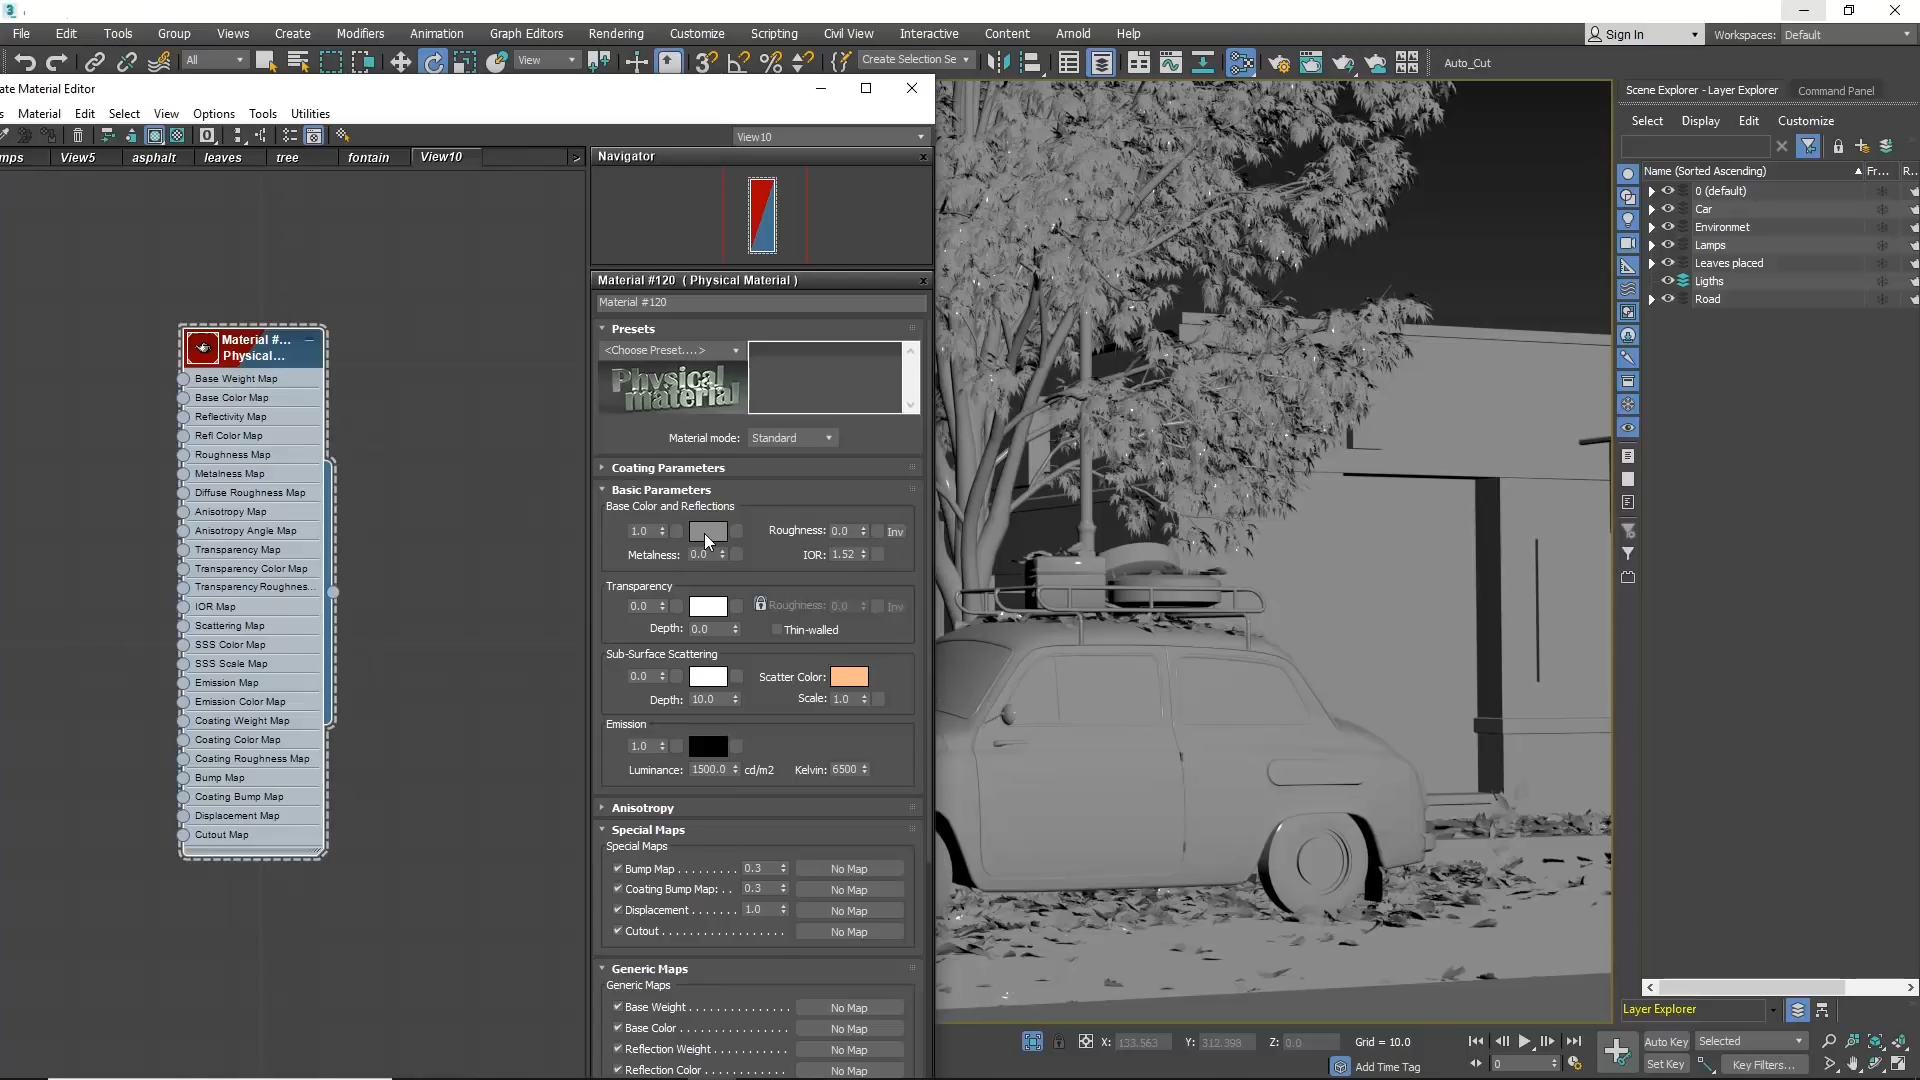 3
File Edit Tools Group Views Create Modifiers Animation Graph Editors Rendering Customize Scripting Civil View Interactive Content Arnold Help
Sign In Workspaces: Default
All View Create Selection Se Auto_Cut
ate Material Editor
s Material Edit Select View Options Tools Utilities
View10
mps View5 asphalt leaves tree fontain View10 >
Navigator x
Material #120 ( Physical Material ) x
Material #120
Presets
<Choose Preset....>
Physical
material
Material mode: Standard
Coating Parameters
Basic Parameters
Base Color and Reflections
1.0 Roughness: 0.0 Inv
Metalness: 0.0 IOR: 1.52
Transparency
0.0 Roughness: 0.0 Inv
Depth: 0.0 Thin-walled
Sub-Surface Scattering
0.0 Scatter Color:
Depth: 10.0 Scale: 1.0
Emission
1.0
Luminance: 1500.0 cd/m2 Kelvin: 6500
Anisotropy
Special Maps
Special Maps
Bump Map . . . . . . . . . 0.3 No Map
Coating Bump Map: . . 0.3 No Map
Displacement . . . . . . . 1.0 No Map
Cutout . . . . . . . . . . . . . . . . . . No Map
Generic Maps
Generic Maps
Base Weight . . . . . . . . . . . . . . . No Map
Base Color . . . . . . . . . . . . . . . . No Map
Reflection Weight . . . . . . . . . . . No Map
Reflection Color . . . . . . . . . . . . No Map
Material #...
Physical...
Base Weight Map
Base Color Map
Reflectivity Map
Refl Color Map
Roughness Map
Metalness Map
Diffuse Roughness Map
Anisotropy Map
Anisotropy Angle Map
Transparency Map
Transparency Color Map
Transparency Roughnes...
IOR Map
Scattering Map
SSS Color Map
SSS Scale Map
Emission Map
Emission Color Map
Coating Weight Map
Coating Color Map
Coating Roughness Map
Bump Map
Coating Bump Map
Displacement Map
Cutout Map
Scene Explorer - Layer Explorer Command Panel
Select Display Edit Customize
Name (Sorted Ascending) Fr... R..
0 (default)
Car
Environmet
Lamps
Leaves placed
Ligths
Road
Layer Explorer
X: 133.563 Y: 312.398 Z: 0.0 Grid = 10.0
Add Time Tag
0
Auto Key Selected
Set Key Key Filters...